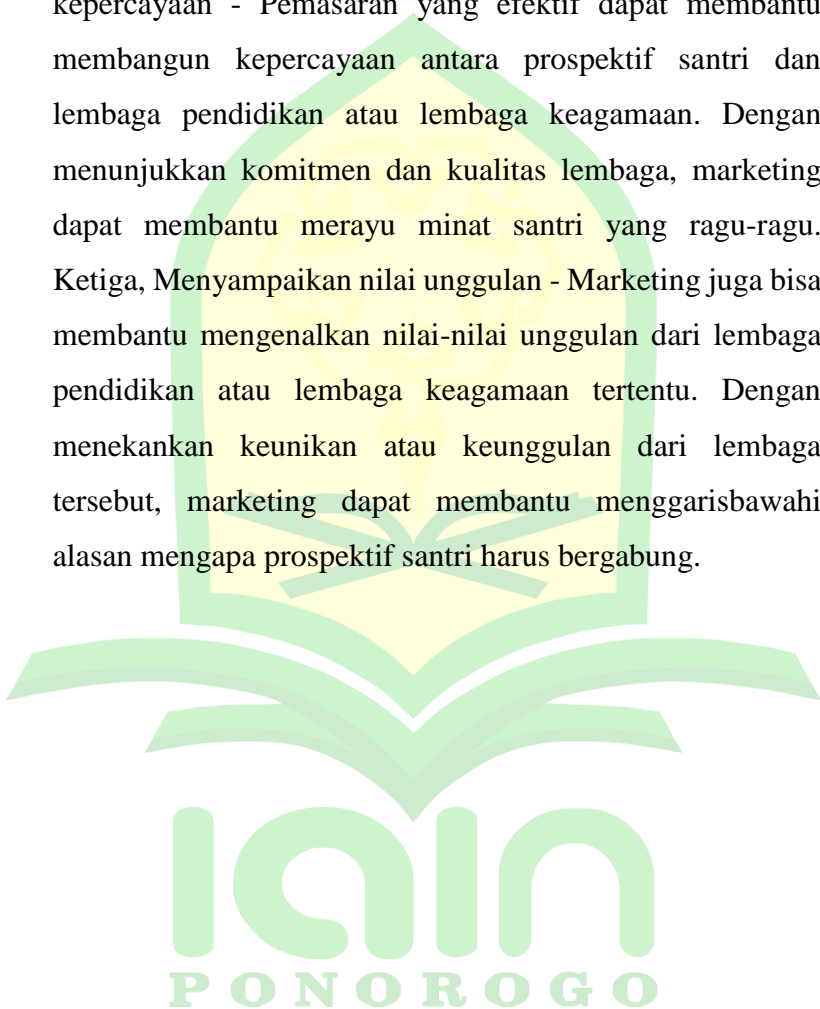 kepercayaan - Pemasaran yang efektif dapat membantu
membangun kepercayaan antara prospektif santri dan
lembaga pendidikan atau lembaga keagamaan. Dengan
menunjukkan komitmen dan kualitas lembaga, marketing
dapat membantu merayu minat santri yang ragu-ragu.
Ketiga, Menyampaikan nilai unggulan - Marketing juga bisa
membantu mengenalkan nilai-nilai unggulan dari lembaga
pendidikan atau lembaga keagamaan tertentu. Dengan
menekankan keunikan atau keunggulan dari lembaga
tersebut, marketing dapat membantu menggarisbawahi
alasan mengapa prospektif santri harus bergabung.
iain
PONOROGO